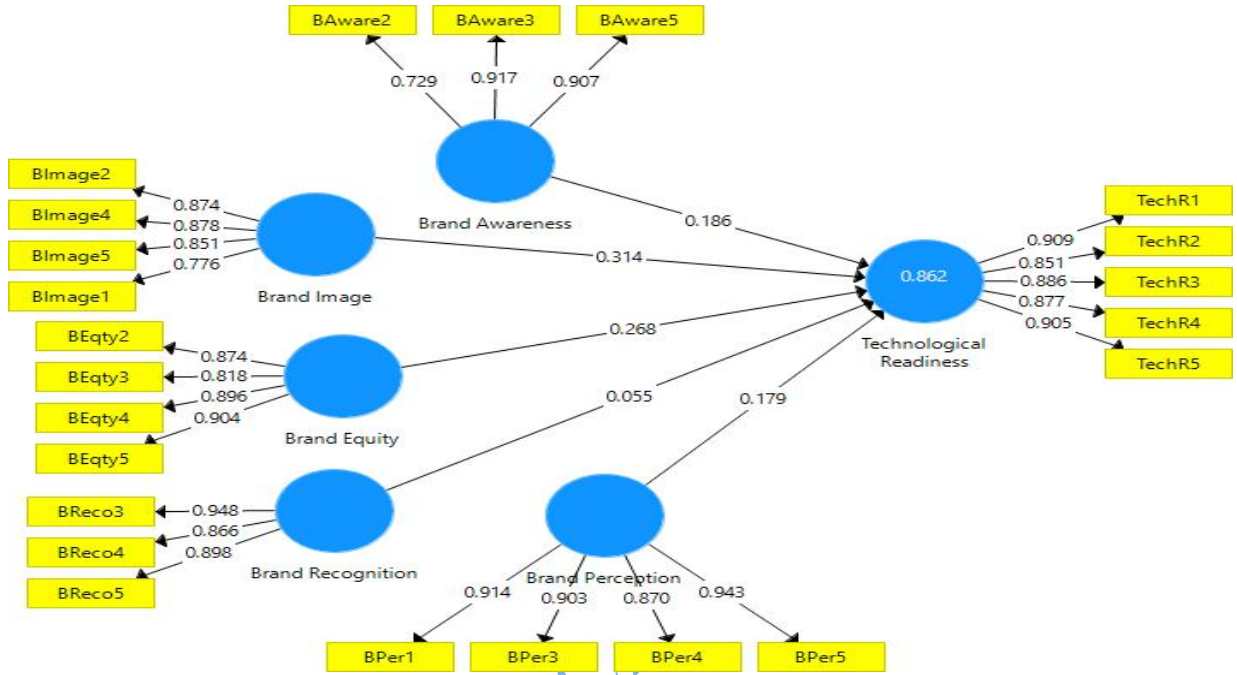 BAware2 BAware3 BAware5
0.729 0.917 0.907
Brand Awareness
BImage2
BImage4
BImage5
BImage1
0.874
0.878
0.851
0.776
Brand Image
BEqty2
BEqty3
BEqty4
BEqty5
0.874
0.818
0.896
0.904
Brand Equity
BReco3
BReco4
BReco5
0.948
0.866
0.898
Brand Recognition
0.186
0.314
0.268
0.055
0.179
0.862
Technological
Readiness
0.909
0.851
0.886
0.877
0.905
TechR1
TechR2
TechR3
TechR4
TechR5
Brand Perception
0.914 0.903 0.870 0.943
BPer1 BPer3 BPer4 BPer5